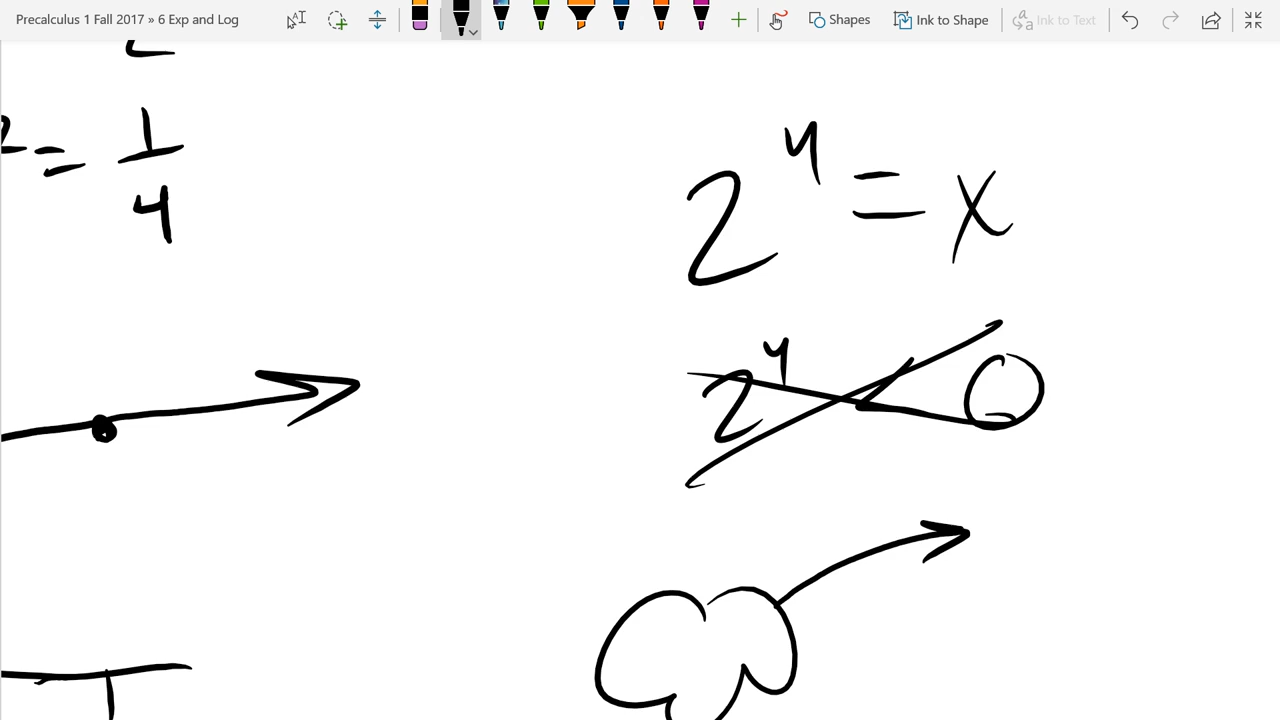 Precalculus 1 Fall 2017 » 6 Exp and Log
Shapes
Ink to Shape
Ink to Text
= 1/4
2^y = x
2^y < 0